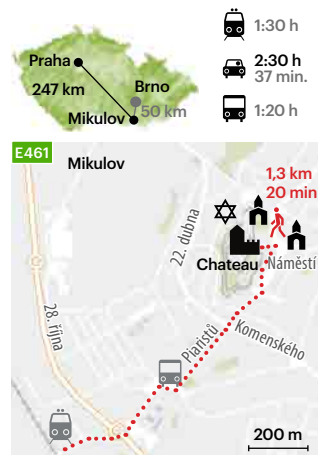 Praha
247 km
Brno
50 km
Mikulov
1:30 h
2:30 h
37 min.
1:20 h
E461
Mikulov
1,3 km
20 min
22. dubna
Chateau
Náměstí
28. října
Piaristů
Komenského
200 m